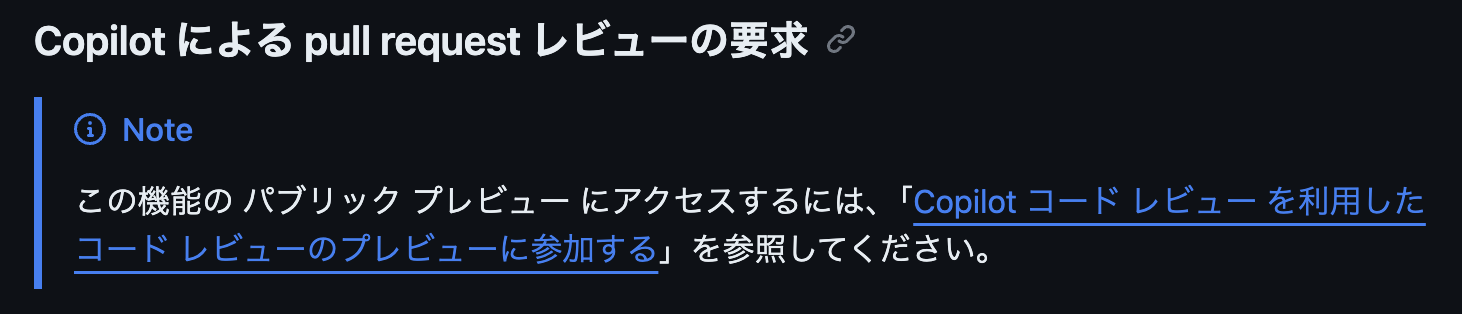 Copilot による pull request レビューの要求
Note
この機能の パブリック プレビュー にアクセスするには、「Copilot コード レビュー を利用した
コード レビューのプレビューに参加する」を参照してください。